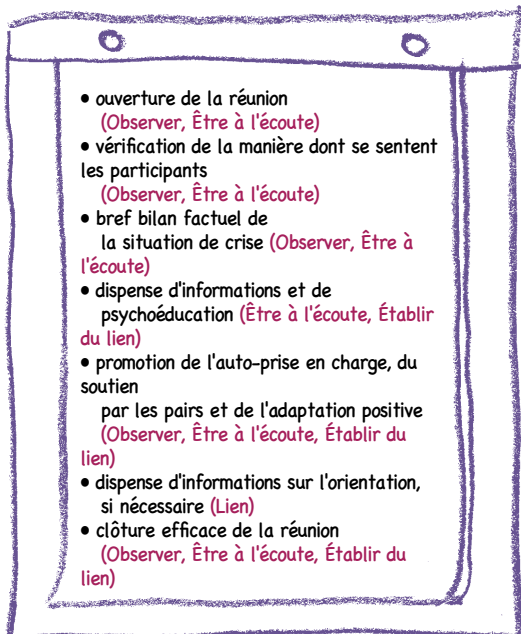 • ouverture de la réunion
(Observer, Être à l'écoute)
• vérification de la manière dont se sentent
les participants
(Observer, Être à l'écoute)
• bref bilan factuel de
la situation de crise (Observer, Être à
l'écoute)
• dispense d'informations et de
psychoéducation (Être à l'écoute, Établir
du lien)
• promotion de l'auto-prise en charge, du
soutien
par les pairs et de l'adaptation positive
(Observer, Être à l'écoute, Établir du
lien)
• dispense d'informations sur l'orientation,
si nécessaire (Lien)
• clôture efficace de la réunion
(Observer, Être à l'écoute, Établir du
lien)